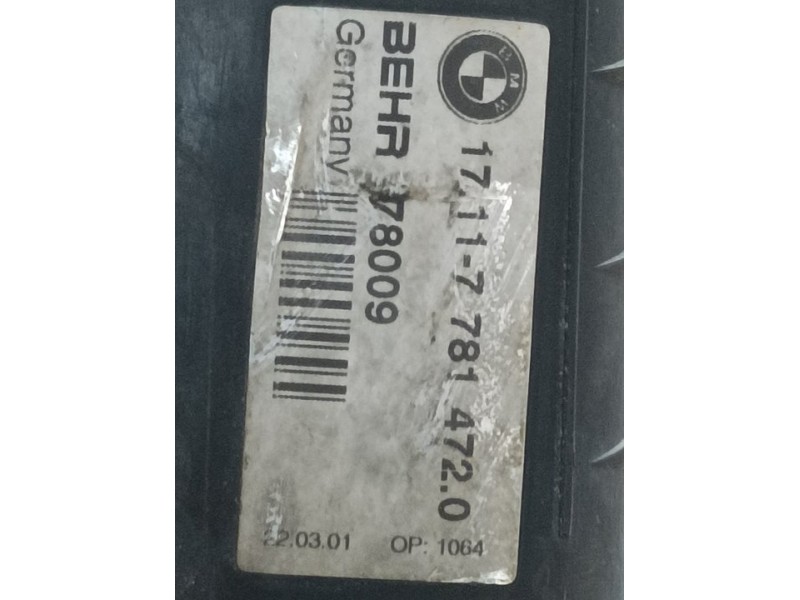 BMW
17.11-7 781 472.0
BEHR 78009
Germany
22.03.01 OP: 1064